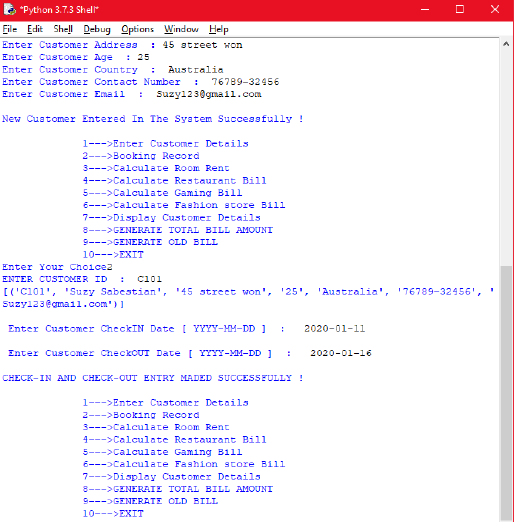 *Python 3.7.3 Shell*
File Edit Shell Debug Options Window Help
Enter Customer Address : 45 street won
Enter Customer Age : 25
Enter Customer Country : Australia
Enter Customer Contact Number : 76789-32456
Enter Customer Email : Suzy123@gmail.com
New Customer Entered In The System Successfully !
1--->Enter Customer Details
2--->Booking Record
3--->Calculate Room Rent
4--->Calculate Restaurant Bill
5--->Calculate Gaming Bill
6--->Calculate Fashion store Bill
7--->Display Customer Details
8--->GENERATE TOTAL BILL AMOUNT
9--->GENERATE OLD BILL
10--->EXIT
Enter Your Choice2
ENTER CUSTOMER ID : C101
[('C101', 'Suzy Sabestian', '45 street won', '25', 'Australia', '76789-32456', '
Suzy123@gmail.com')]
Enter Customer CheckIN Date [ YYYY-MM-DD ] : 2020-01-11
Enter Customer CheckOUT Date [ YYYY-MM-DD ] : 2020-01-16
CHECK-IN AND CHECK-OUT ENTRY MADED SUCCESSFULLY !
1--->Enter Customer Details
2--->Booking Record
3--->Calculate Room Rent
4--->Calculate Restaurant Bill
5--->Calculate Gaming Bill
6--->Calculate Fashion store Bill
7--->Display Customer Details
8--->GENERATE TOTAL BILL AMOUNT
9--->GENERATE OLD BILL
10--->EXIT